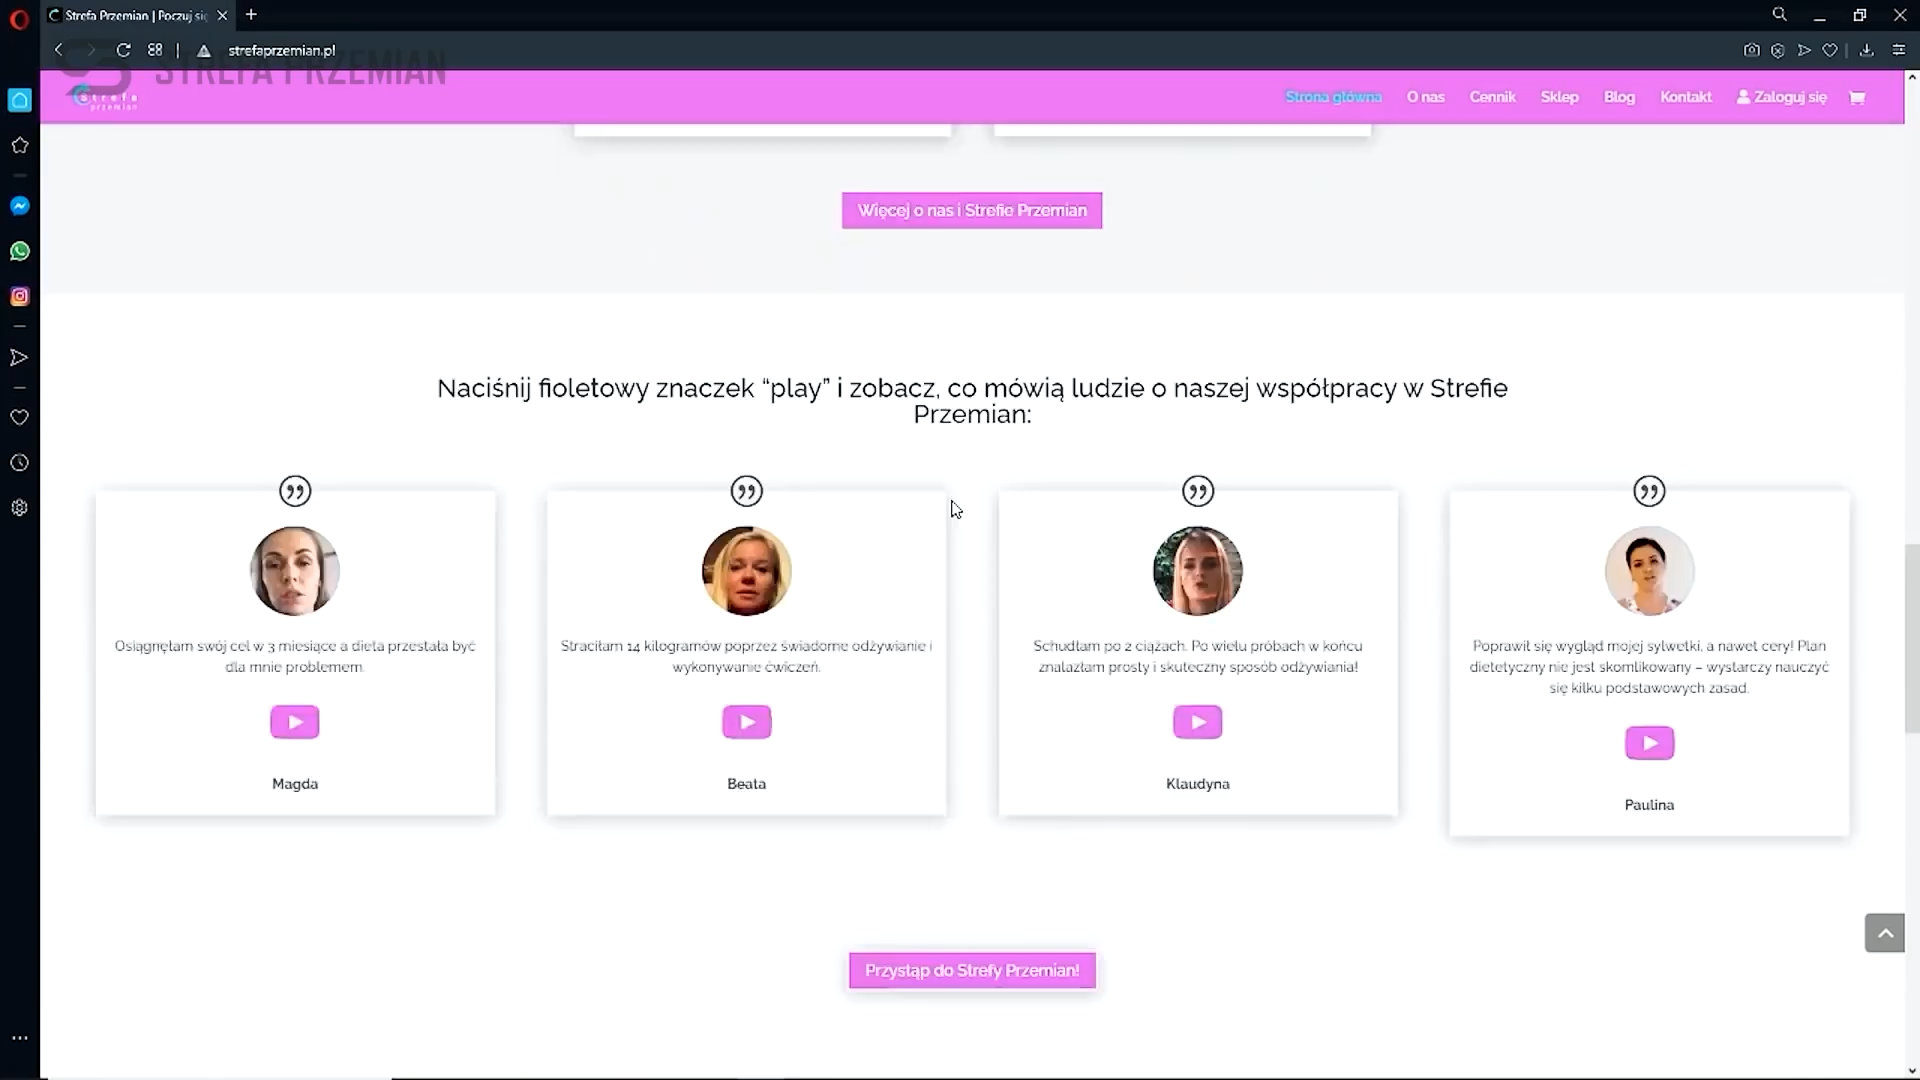 Strefa Przemian | Poczuj się
strefaprzemian.pl
STREFA PRZEMIAN
Strefa
przemian
Strona główna O nas Cennik Sklep Blog Kontakt Zaloguj się
Więcej o nas i Strefie Przemian
Naciśnij fioletowy znaczek “play” i zobacz, co mówią ludzie o naszej współpracy w Strefie
Przemian:
Osiągnęłam swój cel w 3 miesiące a dieta przestała być
dla mnie problemem.
Magda
Straciłam 14 kilogramów poprzez świadome odżywianie i
wykonywanie ćwiczeń.
Beata
Schudłam po 2 ciążach. Po wielu próbach w końcu
znalazłam prosty i skuteczny sposób odżywiania!
Klaudyna
Poprawił się wygląd mojej sylwetki, a nawet cery! Plan
dietetyczny nie jest skomlikowany – wystarczy nauczyć
się kilku podstawowych zasad.
Paulina
Przystąp do Strefy Przemian!